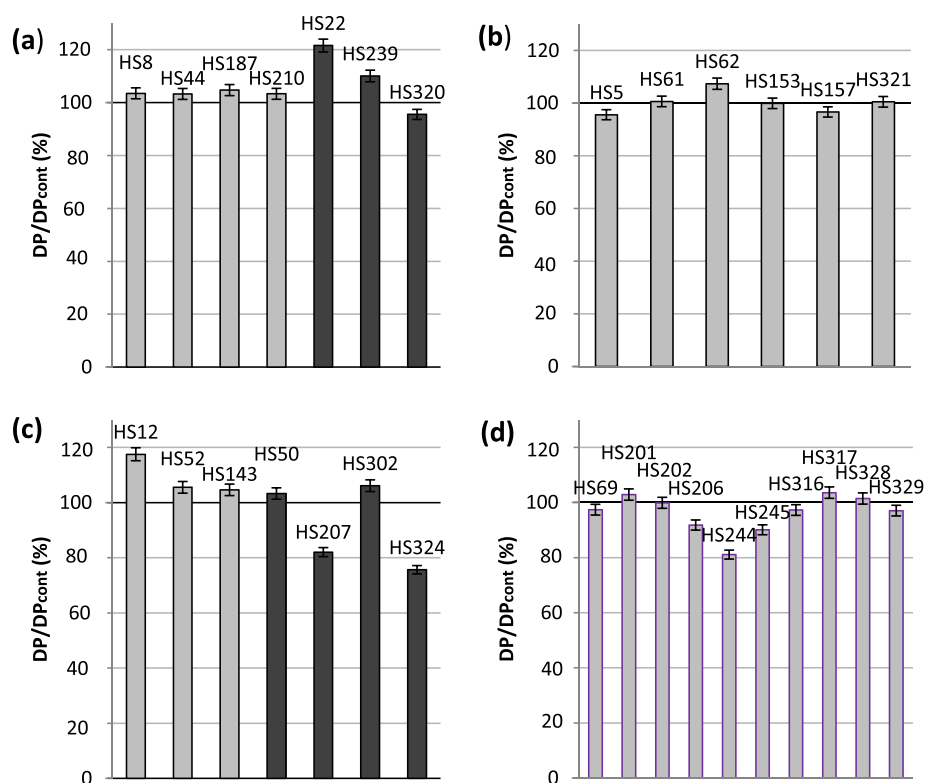 (a)
DP/DPcont (%)
120
100
80
60
40
20
0
HS8
HS44
HS187
HS210
HS22
HS239
HS320
(b)
DP/DPcont (%)
120
100
80
60
40
20
0
HS5
HS61
HS62
HS153
HS157
HS321
(c)
DP/DPcont (%)
120
100
80
60
40
20
0
HS12
HS52
HS143
HS50
HS207
HS302
HS324
(d)
DP/DPcont (%)
120
100
80
60
40
20
0
HS69
HS201
HS202
HS206
HS244
HS245
HS316
HS317
HS328
HS329